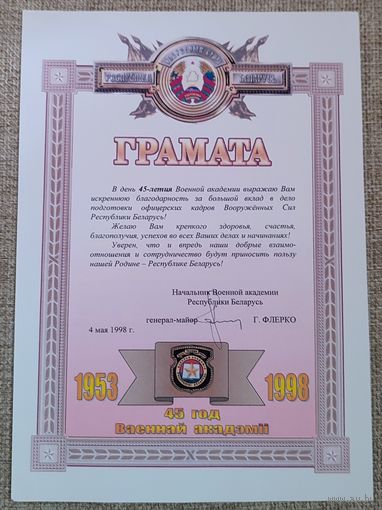 РЭСПУБЛІКА
БЕЛАРУСЬ
ГРАМАТА
В день 45-летия Военной академии выражаю Вам
искреннюю благодарность за большой вклад в дело
подготовки офицерских кадров Вооружённых Сил
Республики Беларусь!
Желаю Вам крепкого здоровья, счастья,
благополучия, успехов во всех Ваших делах и начинаниях!
Уверен, что и впредь наши добрые взаимо-
отношения и сотрудничество будут приносить пользу
нашей Родине – Республике Беларусь!
Начальник Военной академии
Республики Беларусь
генерал-майор Г. ФЛЕРКО
4 мая 1998 г.
1953 1998
45 год
Ваеннай акадэміі